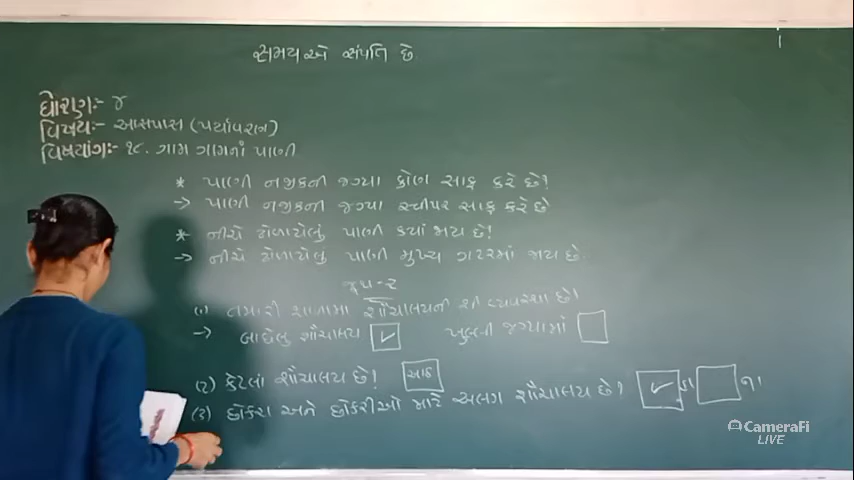 સમય એ સંપતિ છે
ધોરણ:- ૪
વિષય:- આસપાસ (પર્યાવરણ)
વિષયાંગ:- ૧૮. ગામ ગામનાં પાણી
* પાણી નજીકની જગ્યા કોણ સાફ કરે છે?
→ પાણી નજીકની જગ્યા સ્વીપર સાફ કરે છે
* નીચે ઢોળાયેલું પાણી કયાં જાય છે?
→ નીચે ઢોળાયેલું પાણી મુખ્ય ગટરમાં જાય છે.
જુથ-૨
(૧) તમારી શાળામાં શૌચાલયની શી વ્યવસ્થા છે?
→ બાંધેલુ શૌચાલય ✓ ખુલ્લી જગ્યામાં
(૨) કેટલાં શૌચાલય છે? આઠ
(૩) છોકરા અને છોકરીઓ માટે અલગ શૌચાલય છે? ✓ હા ના
CameraFi
LIVE